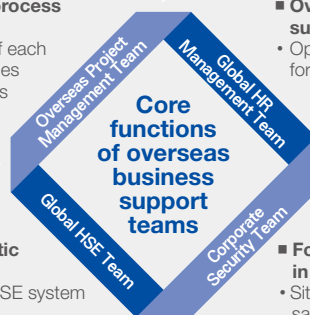 process
f each
es
s
■ Ov
su
• Op
for
Overseas Project
Management Team
Global HR
Management Team
Core
functions
of overseas
business
support
teams
Global HSE Team
Corporate
Security Team
tic
SE system
■ Fo
in
• Sit
sa